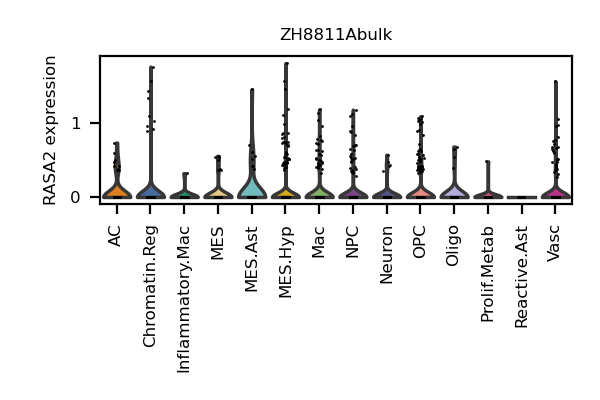 ZH8811Abulk
RASA2 expression
1
0
AC
Chromatin.Reg
Inflammatory.Mac
MES
MES.Ast
MES.Hyp
Mac
NPC
Neuron
OPC
Oligo
Prolif.Metab
Reactive.Ast
Vasc